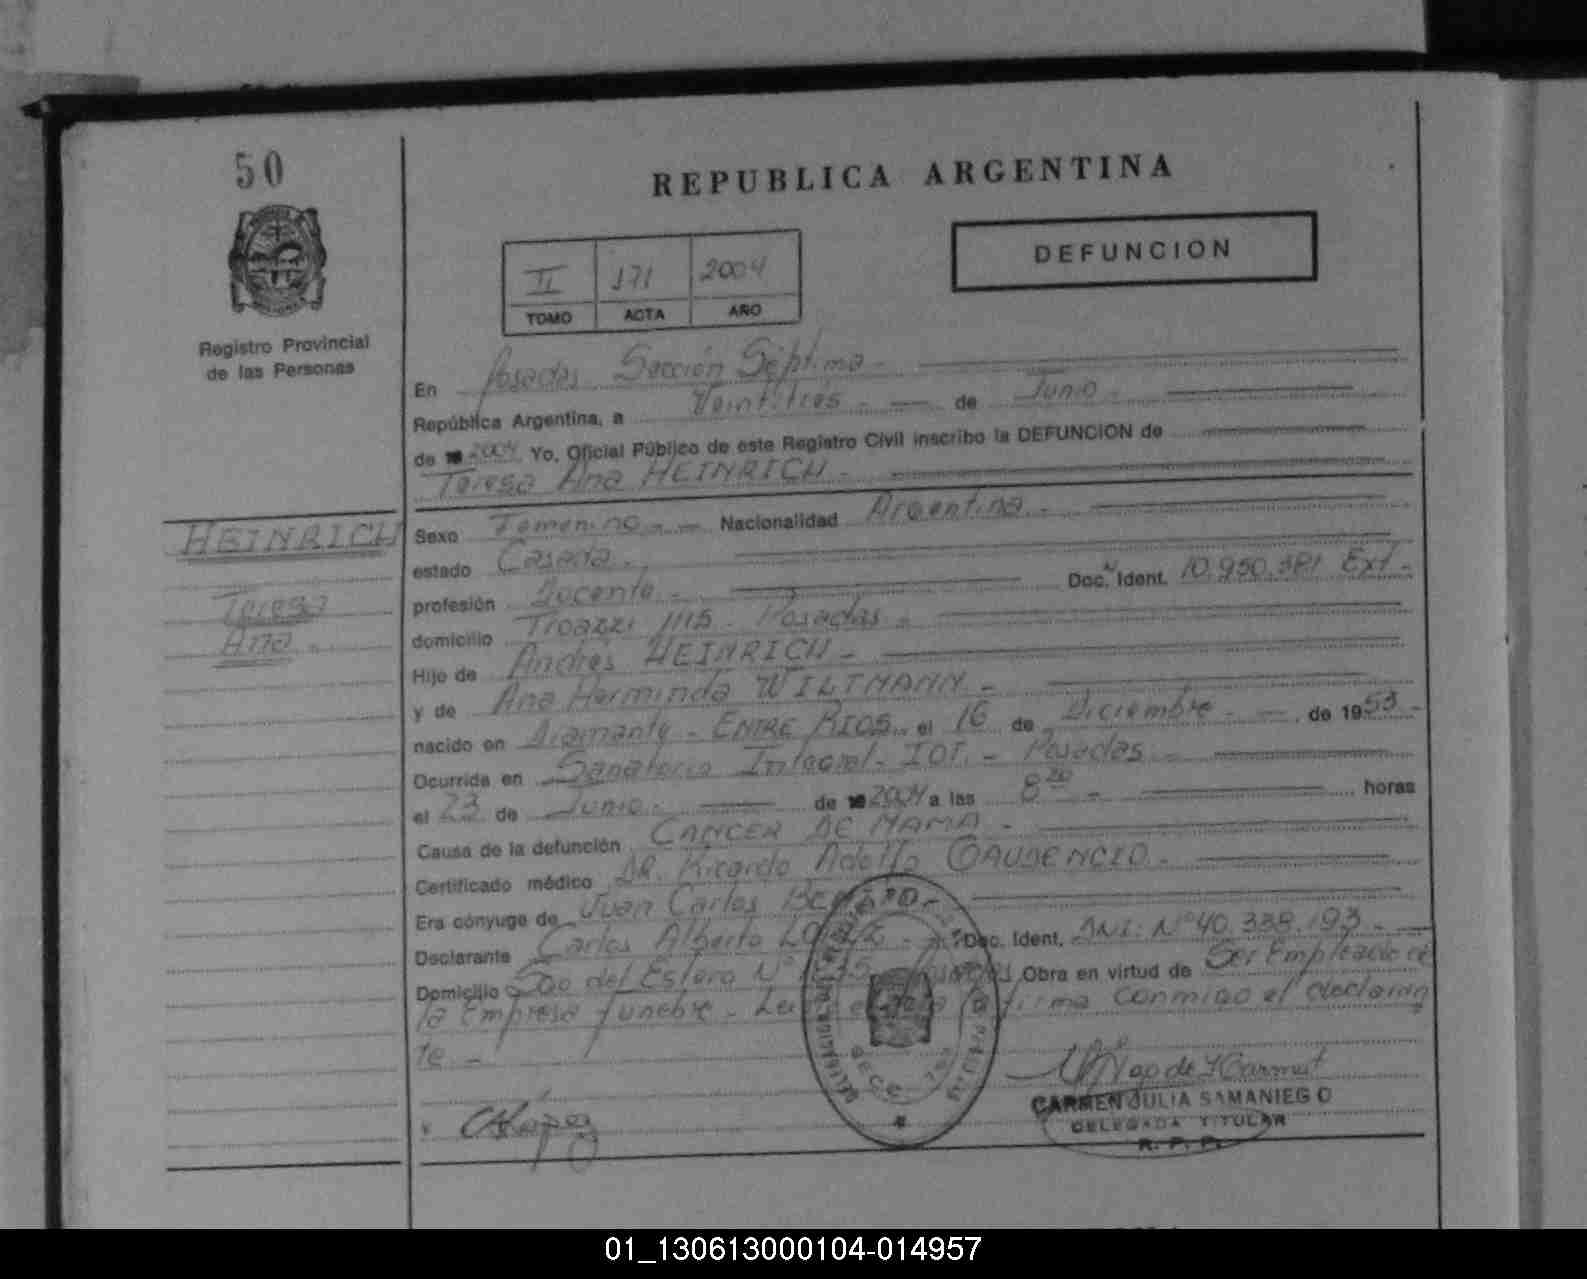 50
REPUBLICA ARGENTINA
DEFUNCION
II 171 2004
TOMO ACTA AÑO
Registro Provincial
de las Personas
En Posadas Sección Séptima.-
República Argentina, a Veintitrés.- de Junio.-
de 2004 Yo, Oficial Público de este Registro Civil inscribo la DEFUNCION de
Teresa Ana HEINRICH.-
HEINRICH
Teresa
Ana.-
Sexo Femenino.- Nacionalidad Argentina.-
estado Casada.-
profesión Docente.- Doc. Ident. 10.950.581 Ext.-
domicilio 1115 - Posadas.-
Hijo de Andrés HEINRICH.-
y de Ana Herminda WILTMANN.-
nacido en Diamante - ENTRE RIOS.. el 16 de Diciembre.- de 1953.-
Ocurrida en Sanatorio Integral - IOT.- Posadas.-
el 23 de Junio.- de 2004 a las 8 20 .- horas
Causa de la defunción CANCER DE MAMA.-
Certificado médico DR. Ricardo Adolfo GAUDENCIO.-
Era cónyuge de Juan Carlos
Declarante Carlos Alberto Doc. Ident. DNI: Nº 40.338.193.-
Domicilio Sgo del Estero Nº Obra en virtud de Ser Empleado de
la Empresa fúnebre.- firma conmigo el declaran
te.-
CARMEN JULIA SAMANIEGO
DELEGADA TITULAR
R. P. P.
01_130613000104-014957